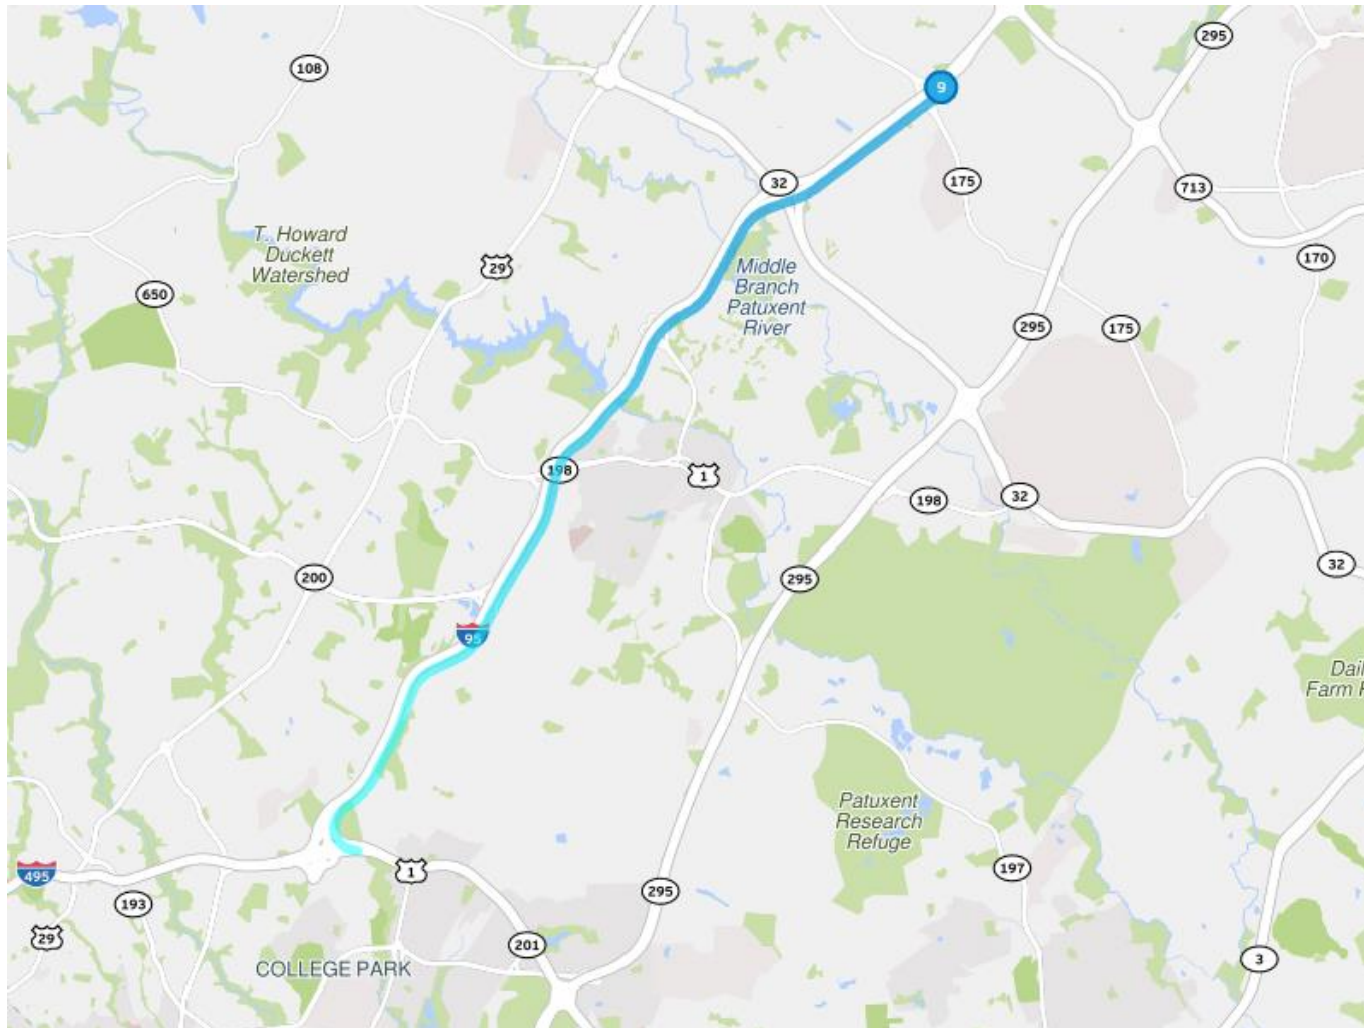 295
108
9
32
175
713
T. Howard
Duckett
Watershed
29
170
650
Middle
Branch
Patuxent
River
295
175
198
1
198
32
200
295
32
95
Dail
Farm
Patuxent
Research
Refuge
495
1
197
295
193
29
201
3
COLLEGE PARK